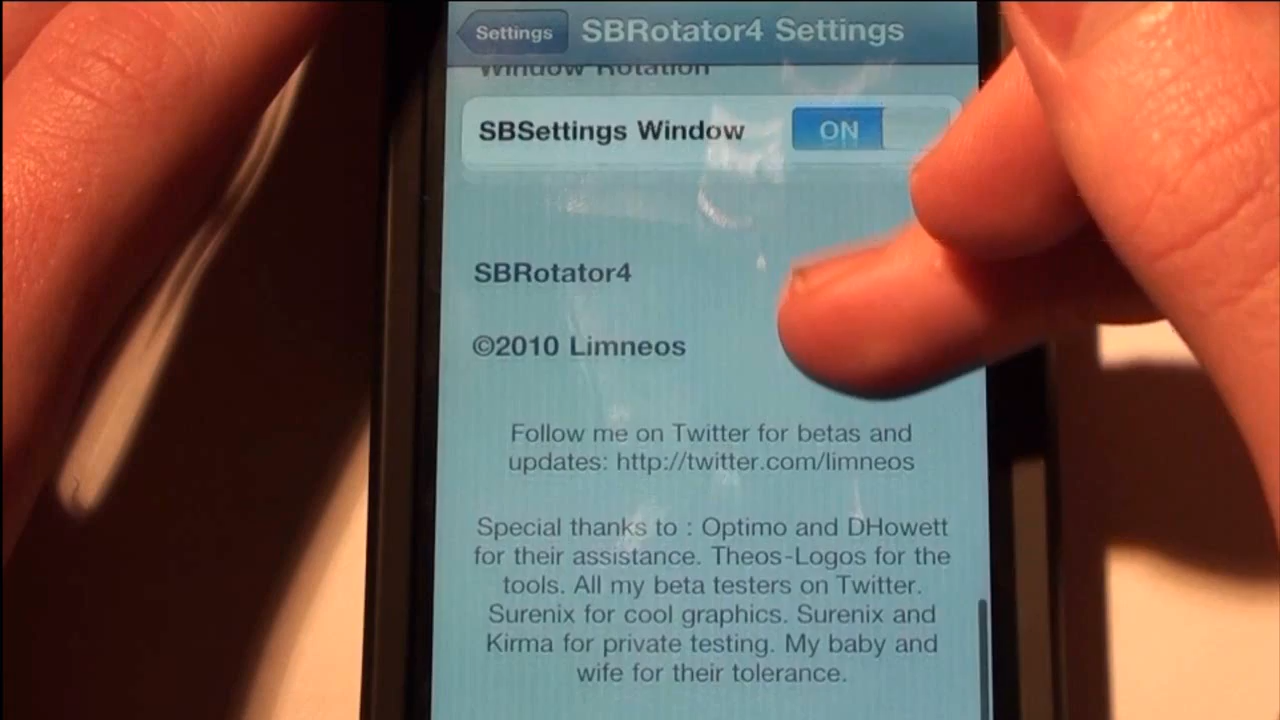 Settings
SBRotator4 Settings
Window Rotation
SBSettings Window
ON
SBRotator4
©2010 Limneos
Follow me on Twitter for betas and
updates: http://twitter.com/limneos
Special thanks to : Optimo and DHowett
for their assistance. Theos-Logos for the
tools. All my beta testers on Twitter.
Surenix for cool graphics. Surenix and
Kirma for private testing. My baby and
wife for their tolerance.